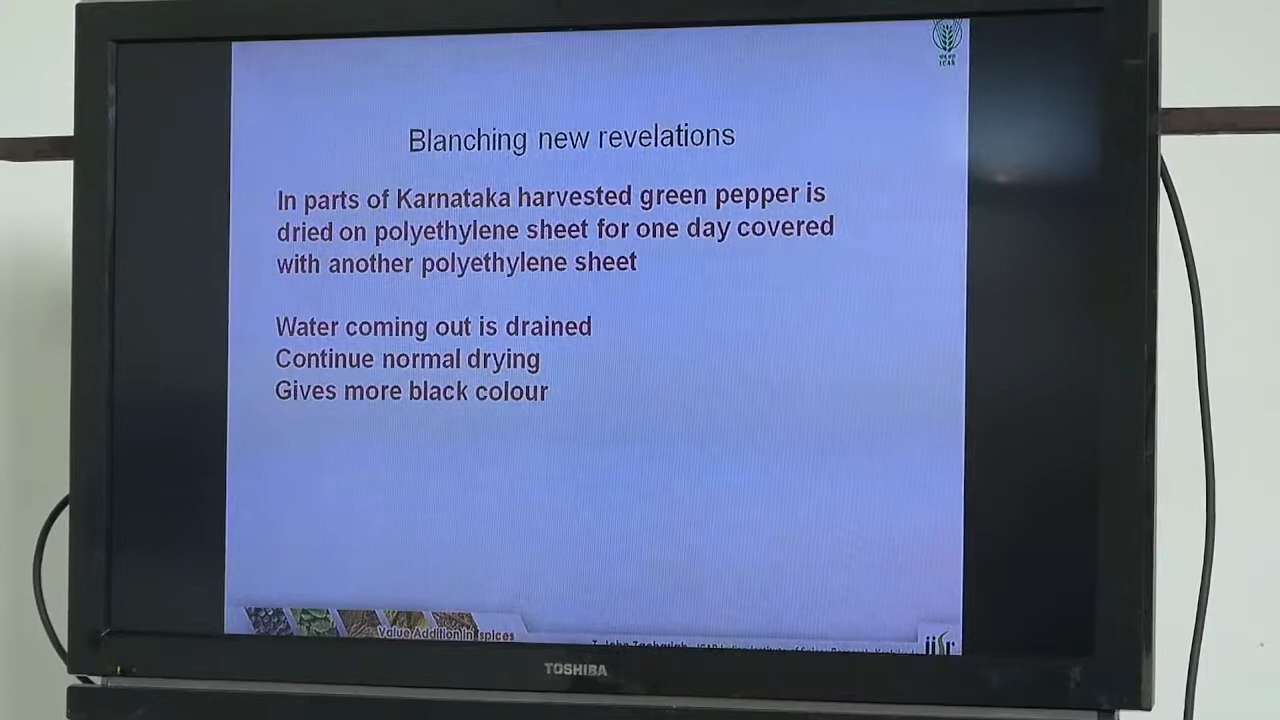 ICAR
Blanching new revelations
In parts of Karnataka harvested green pepper is
dried on polyethylene sheet for one day covered
with another polyethylene sheet
Water coming out is drained
Continue normal drying
Gives more black colour
Value Addition in spices
TOSHIBA